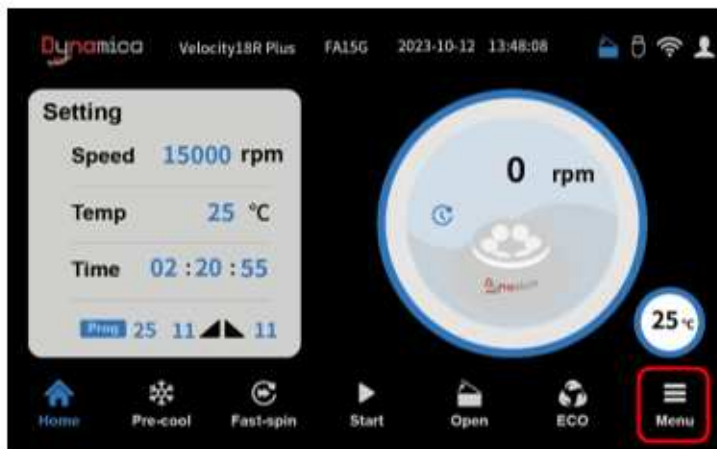 Dynamica Velocity18R Plus FA15G 2023-10-12 13:48:08
Setting
Speed 15000 rpm
Temp 25 °C
Time 02 : 20 : 55
Prog 25 11 11
0 rpm
Dynamica
25 °C
Home Pre-cool Fast-spin Start Open ECO Menu